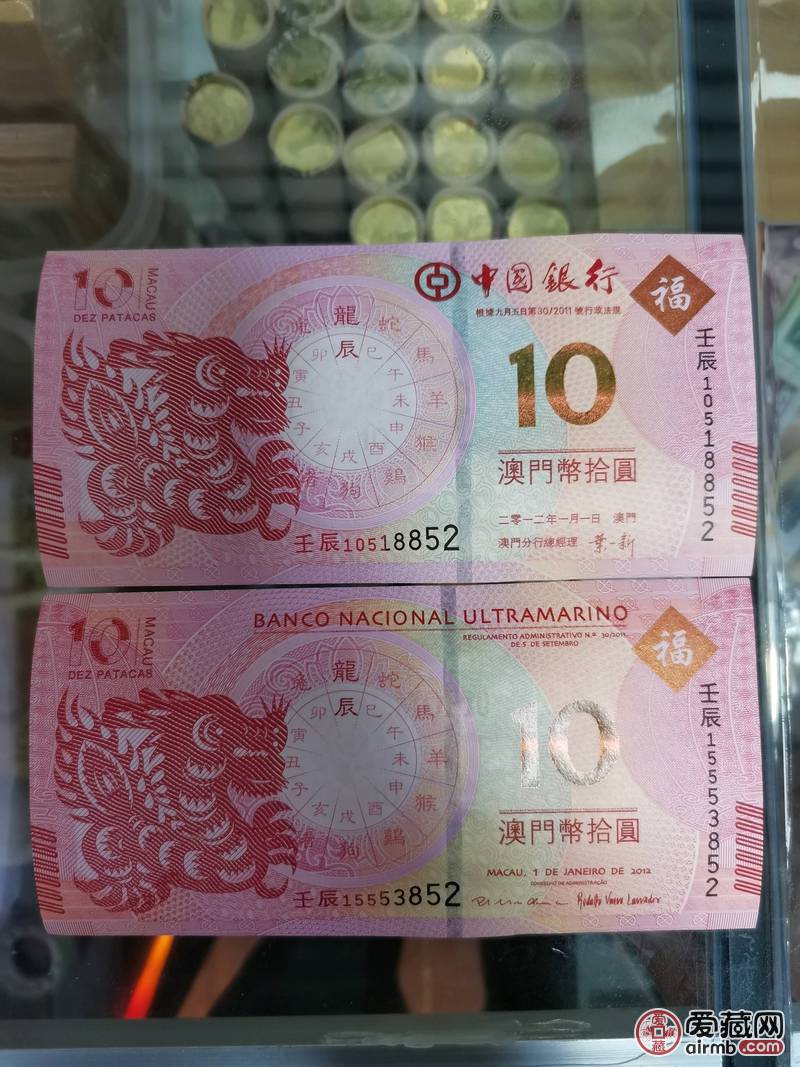 10
MACAU
DEZ PATACAS
中國銀行
根據九月五日第30/2011號行政法規
福
壬辰10518852
龍
蛇
馬
羊
猴
鷄
狗
兔
辰
巳
午
未
申
酉
戌
亥
子
丑
寅
卯
10
澳門幣拾圓
二零一二年一月一日 澳門
澳門分行總經理 葉一新
壬辰10518852
10
MACAU
DEZ PATACAS
BANCO NACIONAL ULTRAMARINO
REGULAMENTO ADMINISTRATIVO N.º 30/2011
DE 5 DE SETEMBRO
福
壬辰15553852
龍
蛇
馬
羊
猴
鷄
狗
兔
辰
巳
午
未
申
酉
戌
亥
子
丑
寅
卯
10
澳門幣拾圓
MACAU, 1 DE JANEIRO DE 2012
CONSELHO DE ADMINISTRAÇÃO
壬辰15553852
爱藏网
airmb.com